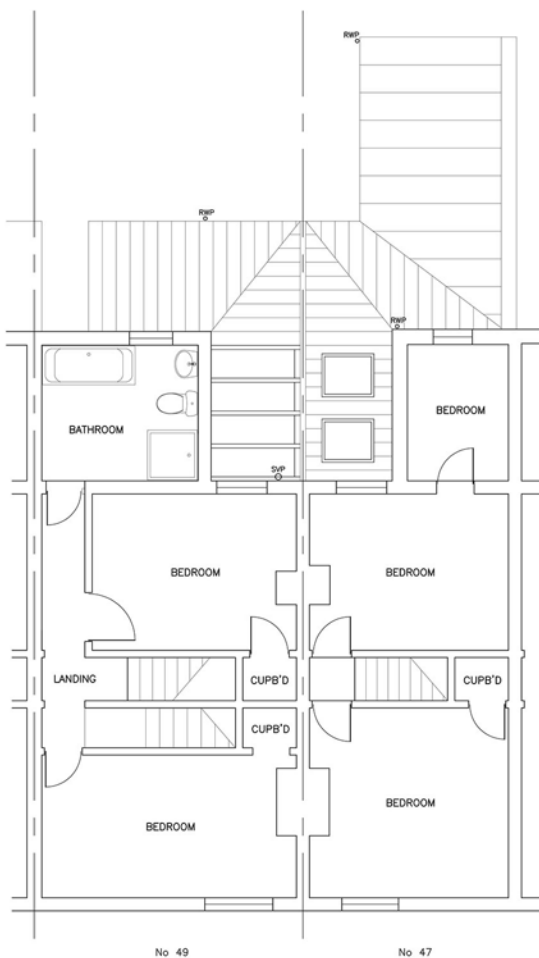 RWP
RWP
RWP
BATHROOM
BEDROOM
SVP
BEDROOM
BEDROOM
LANDING
CUPB'D
CUPB'D
CUPB'D
BEDROOM
BEDROOM
No 49
No 47